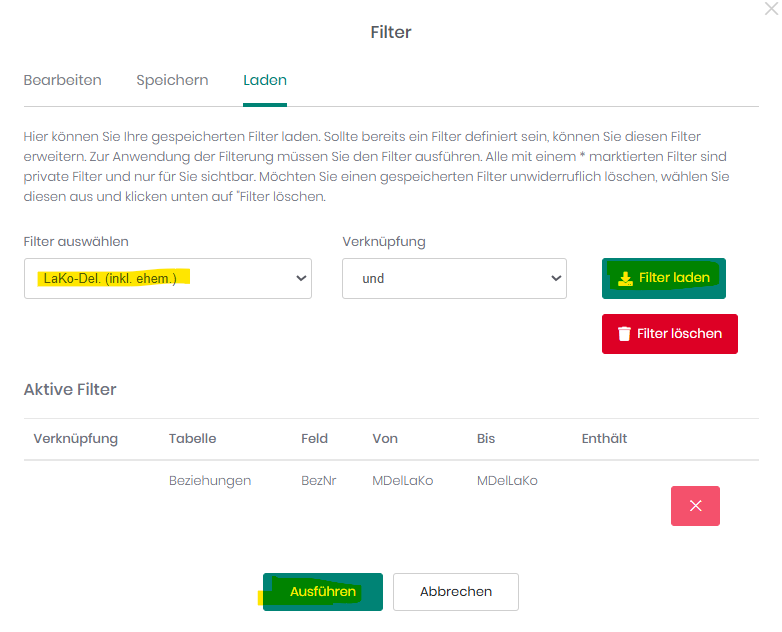 Filter
Bearbeiten Speichern Laden
Hier können Sie Ihre gespeicherten Filter laden. Sollte bereits ein Filter definiert sein, können Sie diesen Filter
erweitern. Zur Anwendung der Filterung müssen Sie den Filter ausführen. Alle mit einem * marktierten Filter sind
private Filter und nur für Sie sichtbar. Möchten Sie einen gespeicherten Filter unwiderruflich löschen, wählen Sie
diesen aus und klicken unten auf "Filter löschen.
Filter auswählen Verknüpfung
LaKo-Del. (inkl. ehem.) und Filter laden
Filter löschen
Aktive Filter
Verknüpfung Tabelle Feld Von Bis Enthält
Beziehungen BezNr MDelLaKo MDelLaKo
Ausführen Abbrechen